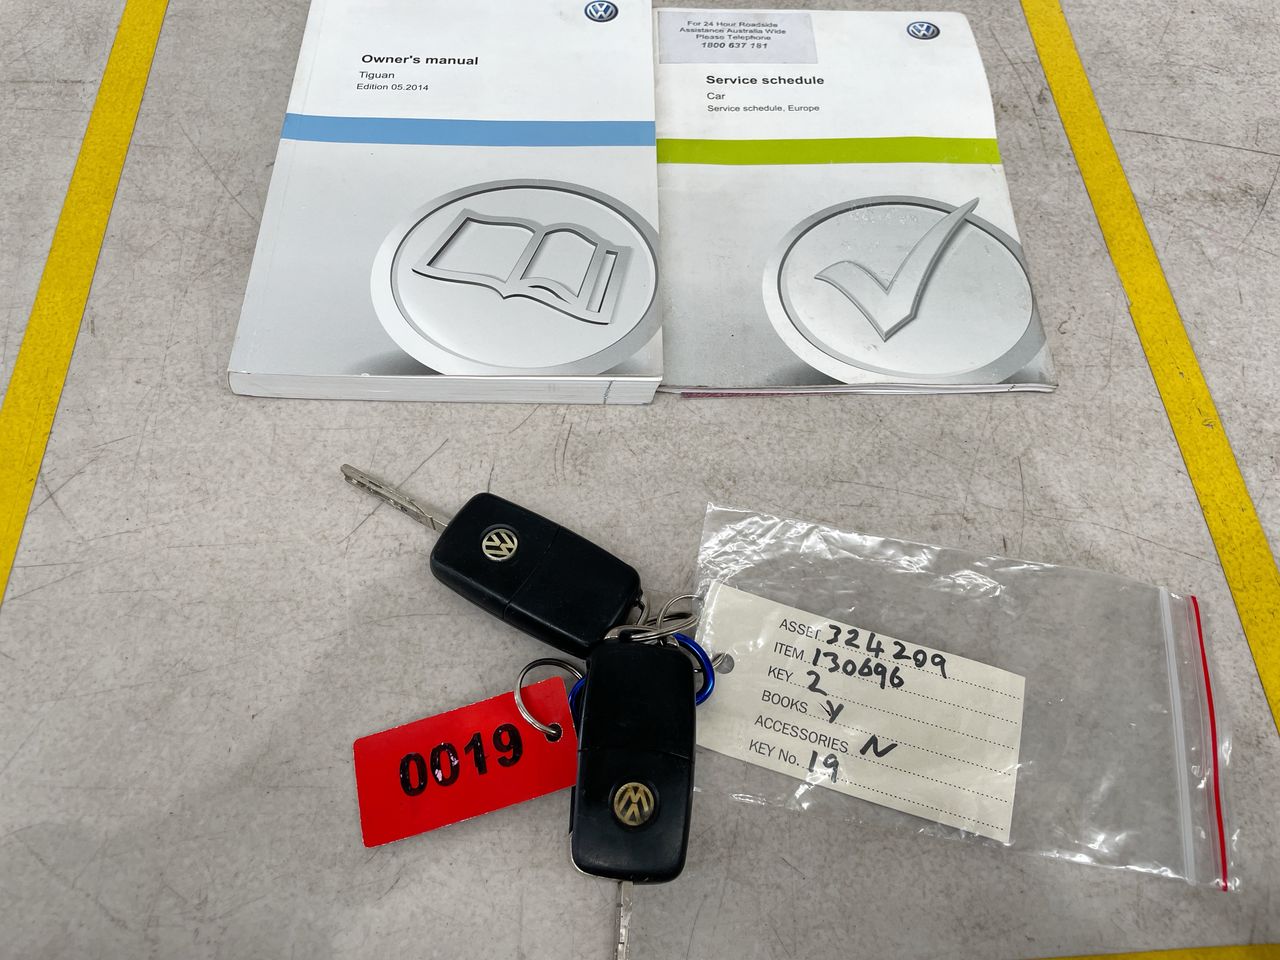 Owner's manual
Tiguan
Edition 05.2014
For 24 Hour Roadside
Assistance Australia Wide
Please Telephone
1800 637 181
Service schedule
Car
Service schedule, Europe
0019
ASSET 324209
ITEM 130696
KEY 2
BOOKS Y
ACCESSORIES N
KEY No. 19